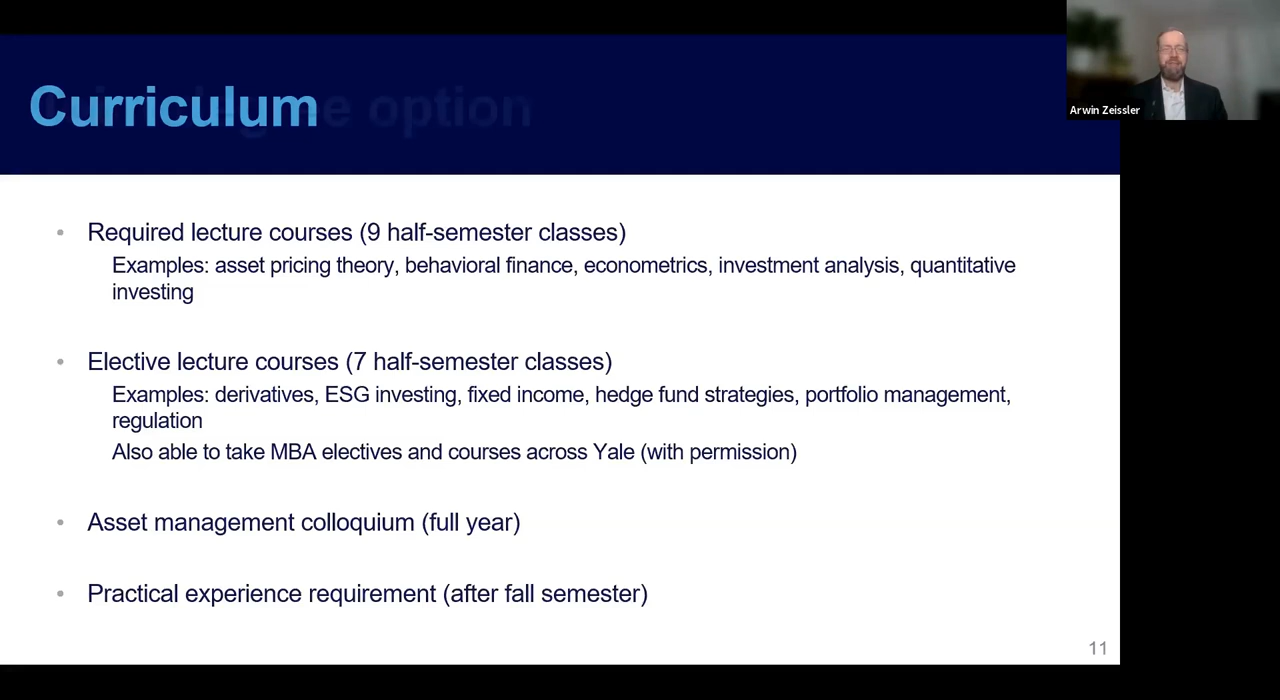 Curriculum
option
Arwin Zeissler
• Required lecture courses (9 half-semester classes)
Examples: asset pricing theory, behavioral finance, econometrics, investment analysis, quantitative
investing
• Elective lecture courses (7 half-semester classes)
Examples: derivatives, ESG investing, fixed income, hedge fund strategies, portfolio management,
regulation
Also able to take MBA electives and courses across Yale (with permission)
• Asset management colloquium (full year)
• Practical experience requirement (after fall semester)
11